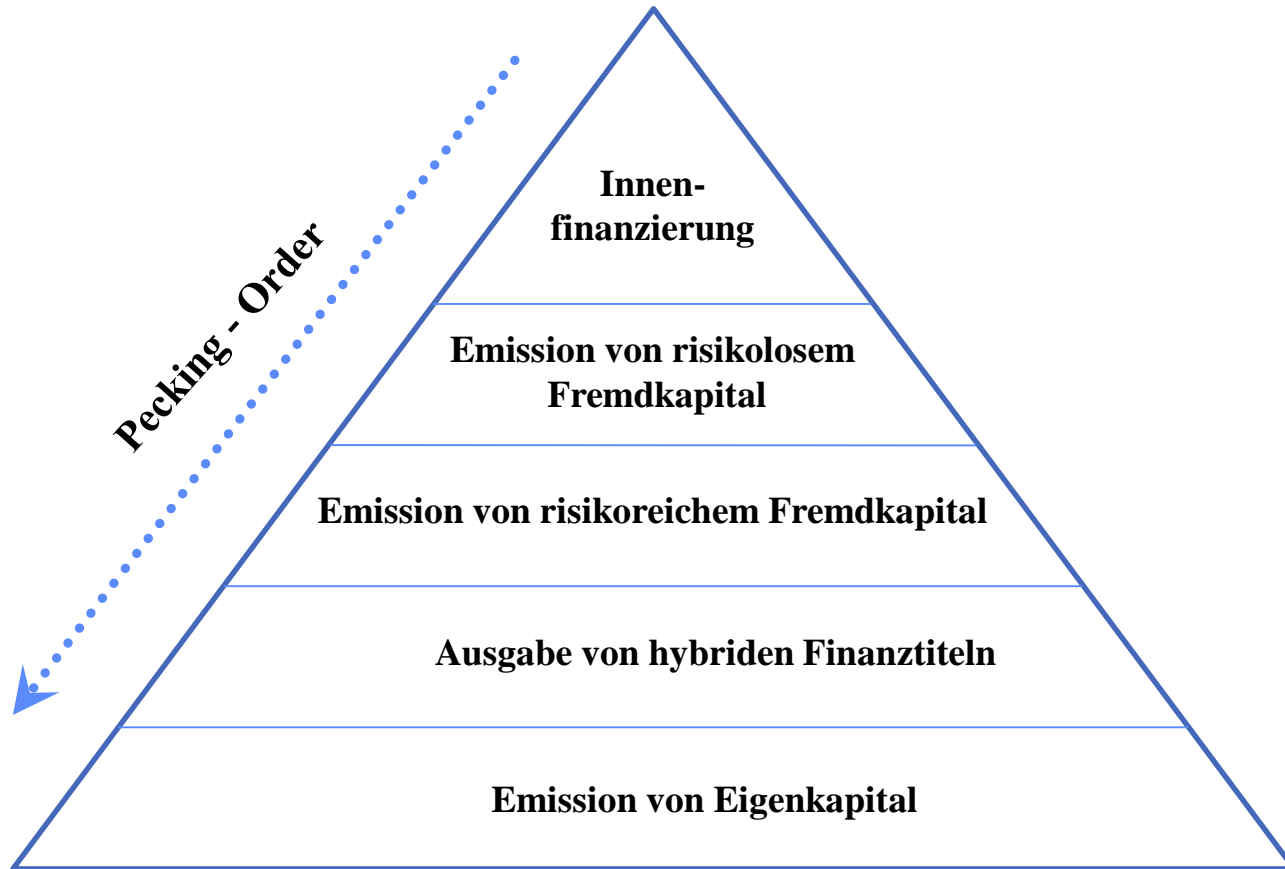 Pecking - Order
Innen-
finanzierung
Emission von risikolosem
Fremdkapital
Emission von risikoreichem Fremdkapital
Ausgabe von hybriden Finanztiteln
Emission von Eigenkapital